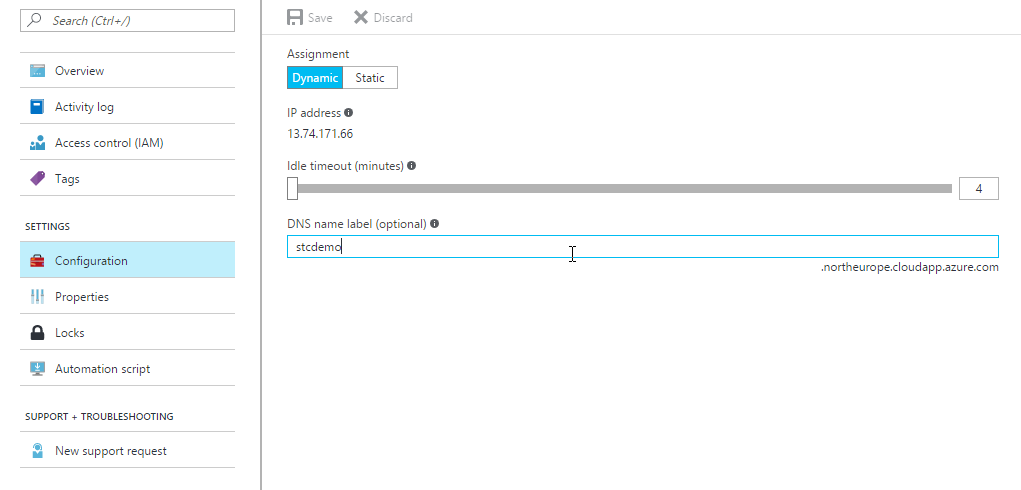 Search (Ctrl+/)
Overview
Activity log
Access control (IAM)
Tags
SETTINGS
Configuration
Properties
Locks
Automation script
SUPPORT + TROUBLESHOOTING
New support request
Save Discard
Assignment
Dynamic Static
IP address
13.74.171.66
Idle timeout (minutes)
4
DNS name label (optional)
stcdemo
.northeurope.cloudapp.azure.com